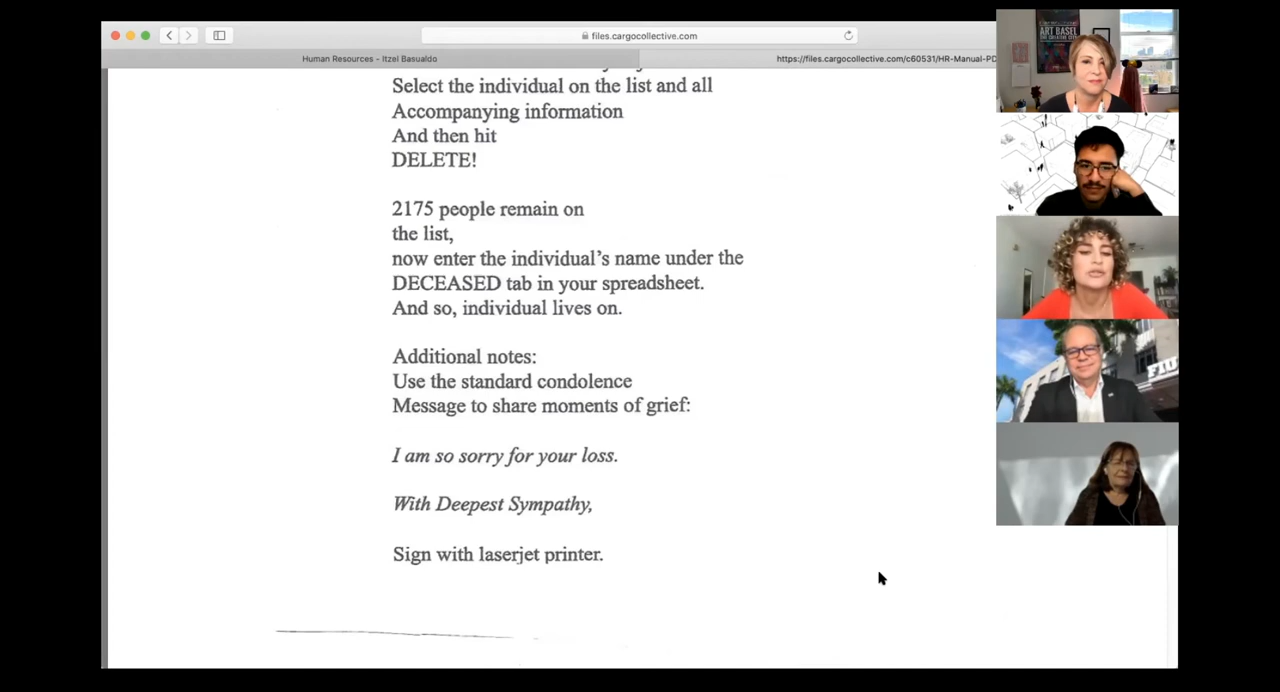 files.cargocollective.com
Human Resources - Itzel Basualdo
https://files.cargocollective.com/c60531/HR-Manual-PD
Select the individual on the list and all
Accompanying information
And then hit
DELETE!
2175 people remain on
the list,
now enter the individual's name under the
DECEASED tab in your spreadsheet.
And so, individual lives on.
Additional notes:
Use the standard condolence
Message to share moments of grief:
I am so sorry for your loss.
With Deepest Sympathy,
Sign with laserjet printer.
ART BASEL
FIU